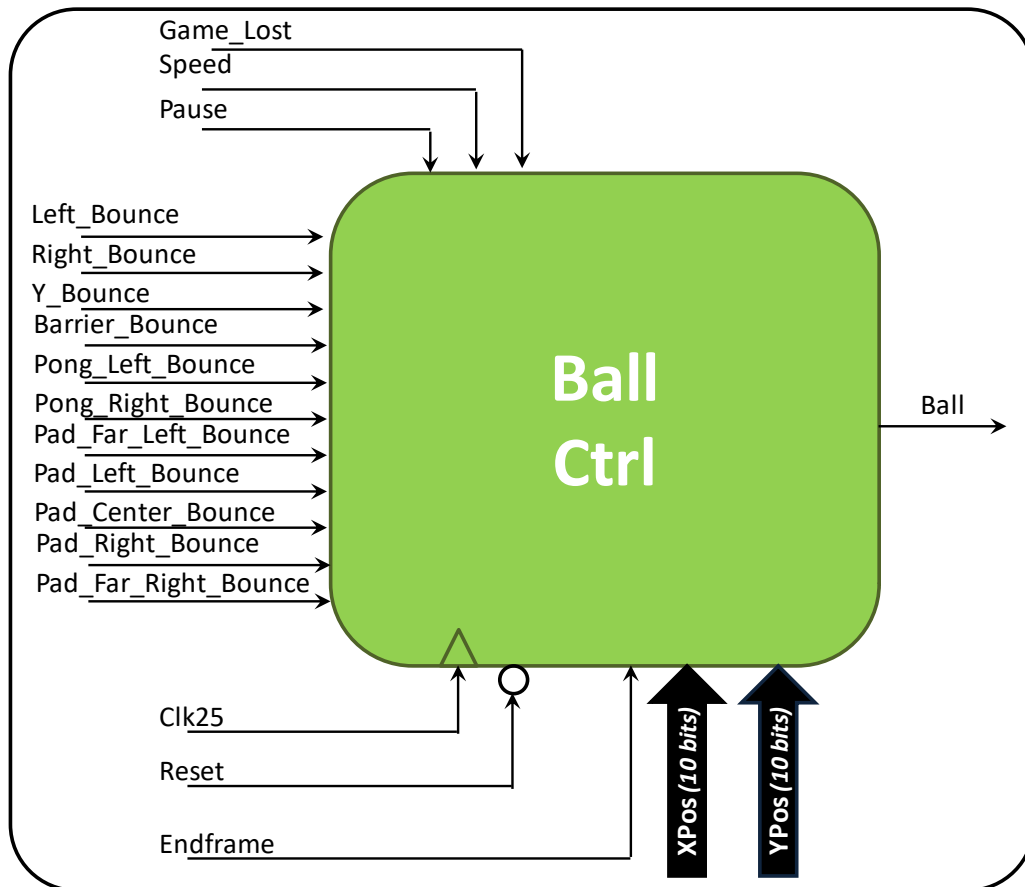 Game_Lost
Speed
Pause
Left_Bounce
Right_Bounce
Y_Bounce
Barrier_Bounce
Pong_Left_Bounce
Pong_Right_Bounce
Pad_Far_Left_Bounce
Pad_Left_Bounce
Pad_Center_Bounce
Pad_Right_Bounce
Pad_Far_Right_Bounce
Ball
Ctrl
Ball
Clk25
Reset
Endframe
XPos (10 bits)
YPos (10 bits)